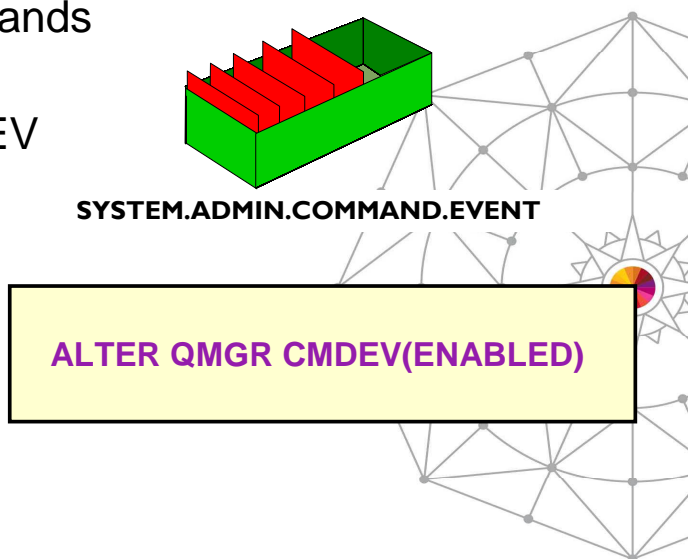 ands
EV
SYSTEM.ADMIN.COMMAND.EVENT
ALTER QMGR CMDEV(ENABLED)